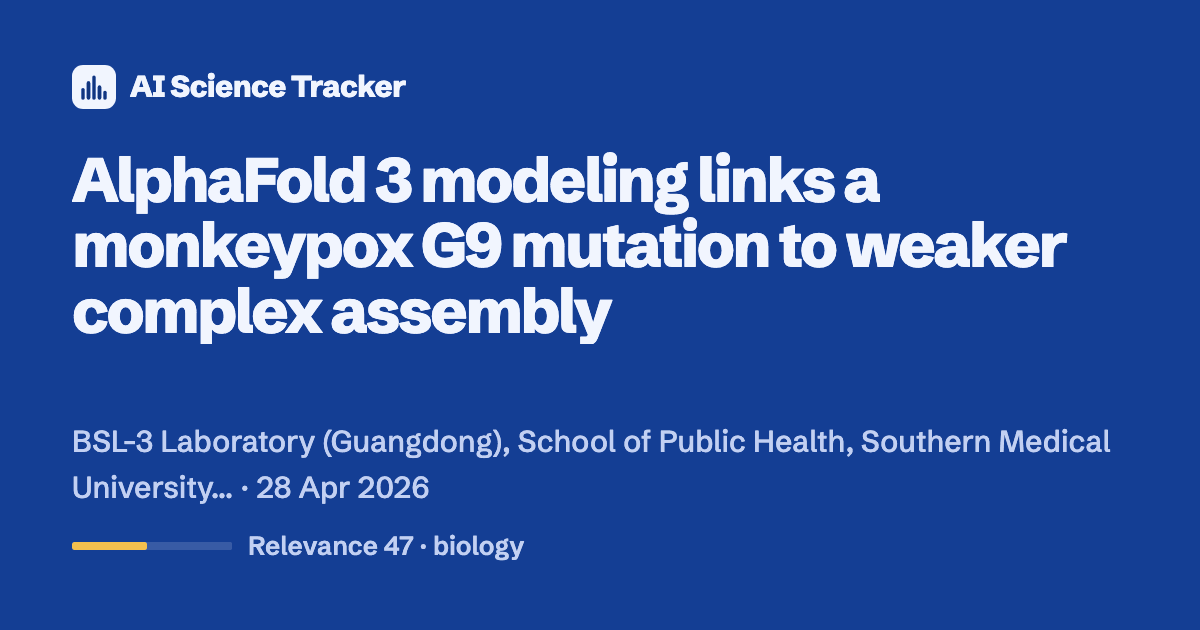 AI Science Tracker
AlphaFold 3 modeling links a
monkeypox G9 mutation to weaker
complex assembly
BSL-3 Laboratory (Guangdong), School of Public Health, Southern Medical
University... · 28 Apr 2026
Relevance 47 · biology